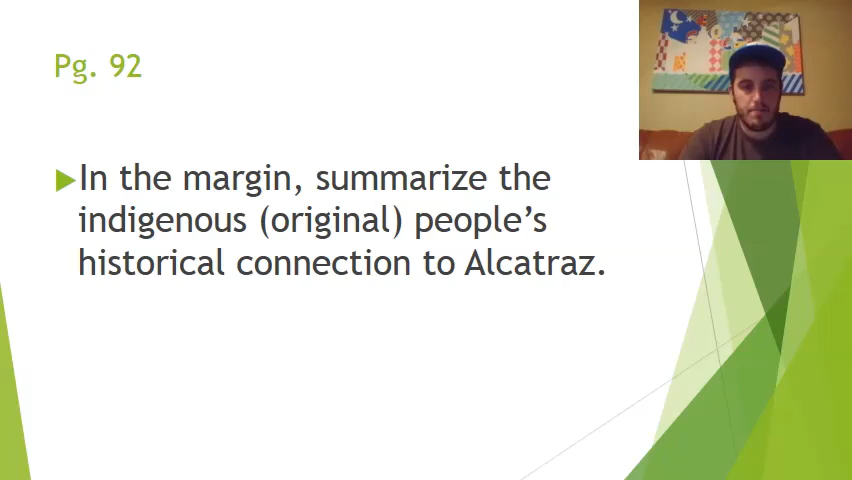 Pg. 92
In the margin, summarize the
indigenous (original) people’s
historical connection to Alcatraz.